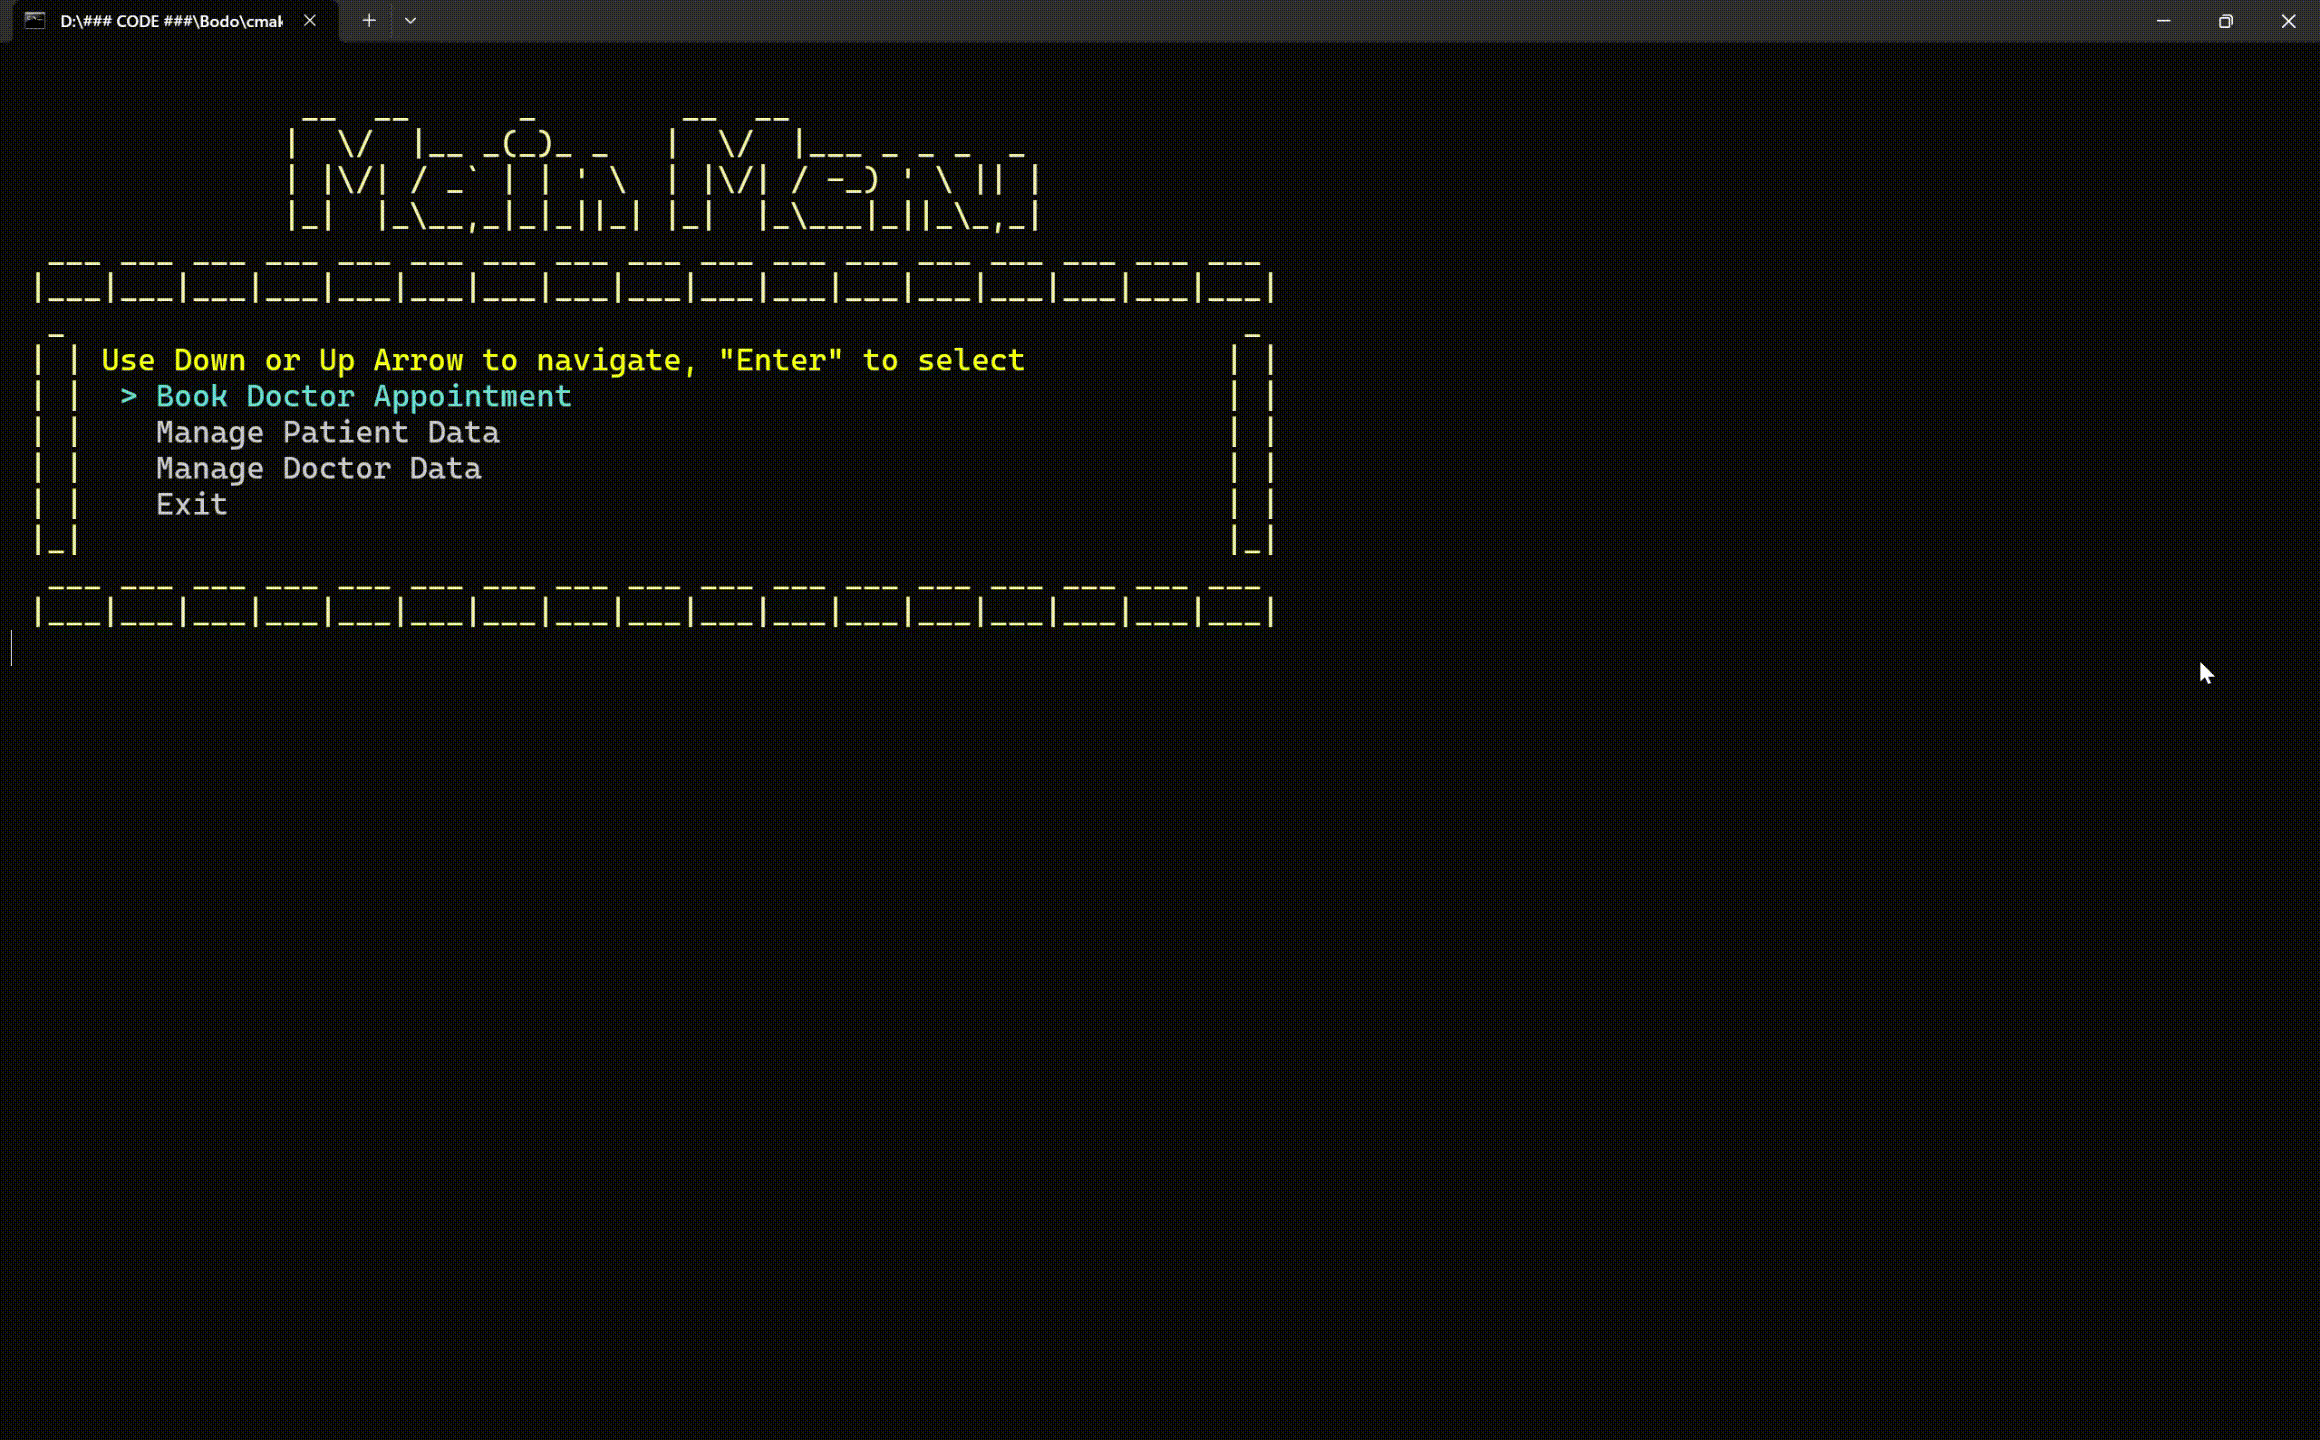 D:\### CODE ###\Bodo\cmak
Main Menu
Use Down or Up Arrow to navigate, "Enter" to select
> Book Doctor Appointment
Manage Patient Data
Manage Doctor Data
Exit